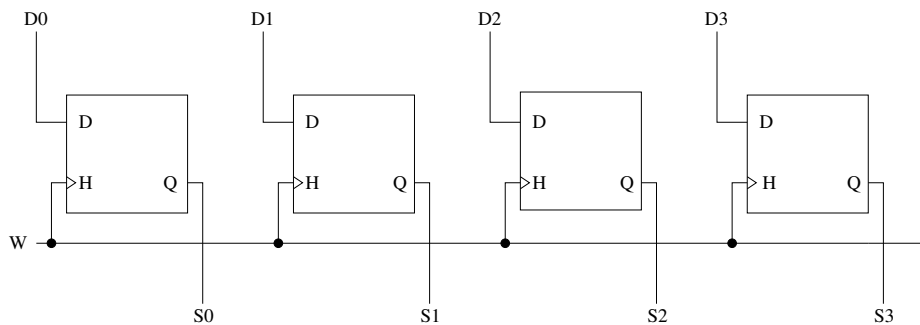 D0 D1 D2 D3
D D D D
H Q H Q H Q H Q
W
S0 S1 S2 S3